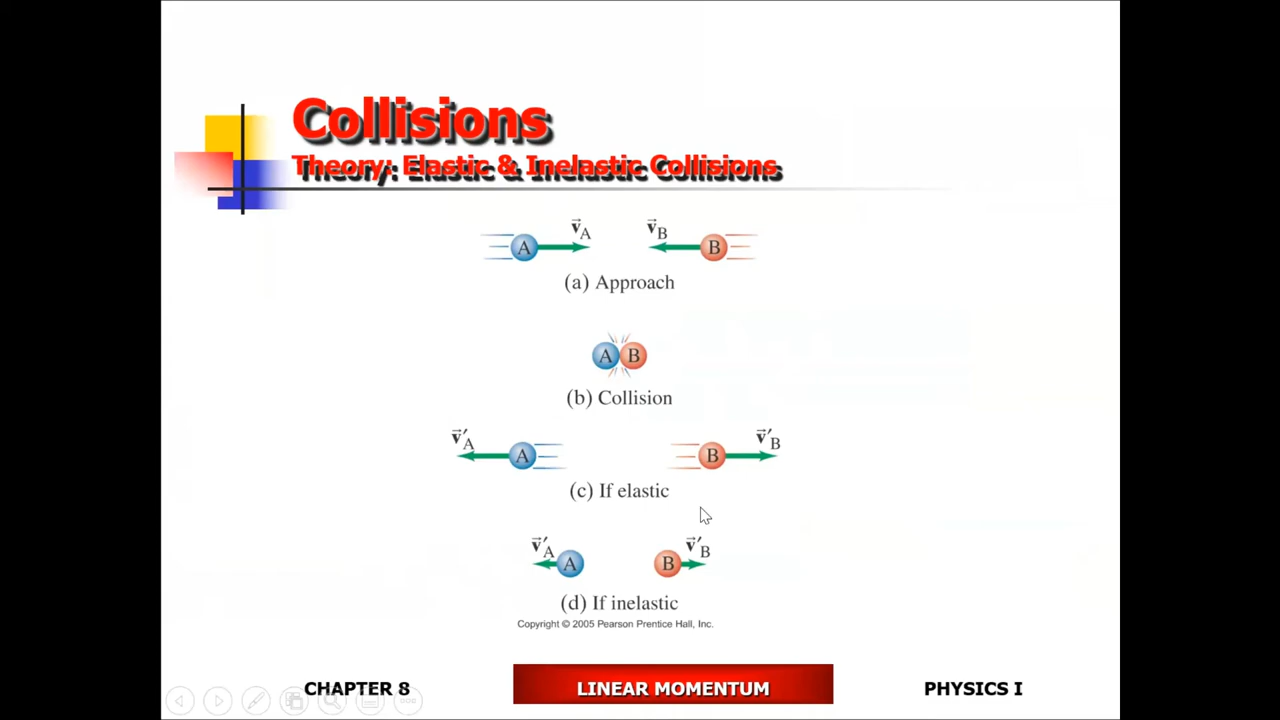 Collisions
Theory: Elastic & Inelastic Collisions
v⃗A v⃗B
A B
(a) Approach
A B
(b) Collision
v⃗′A v⃗′B
A B
(c) If elastic
v⃗′A v⃗′B
A B
(d) If inelastic
Copyright © 2005 Pearson Prentice Hall, Inc.
CHAPTER 8 LINEAR MOMENTUM PHYSICS I